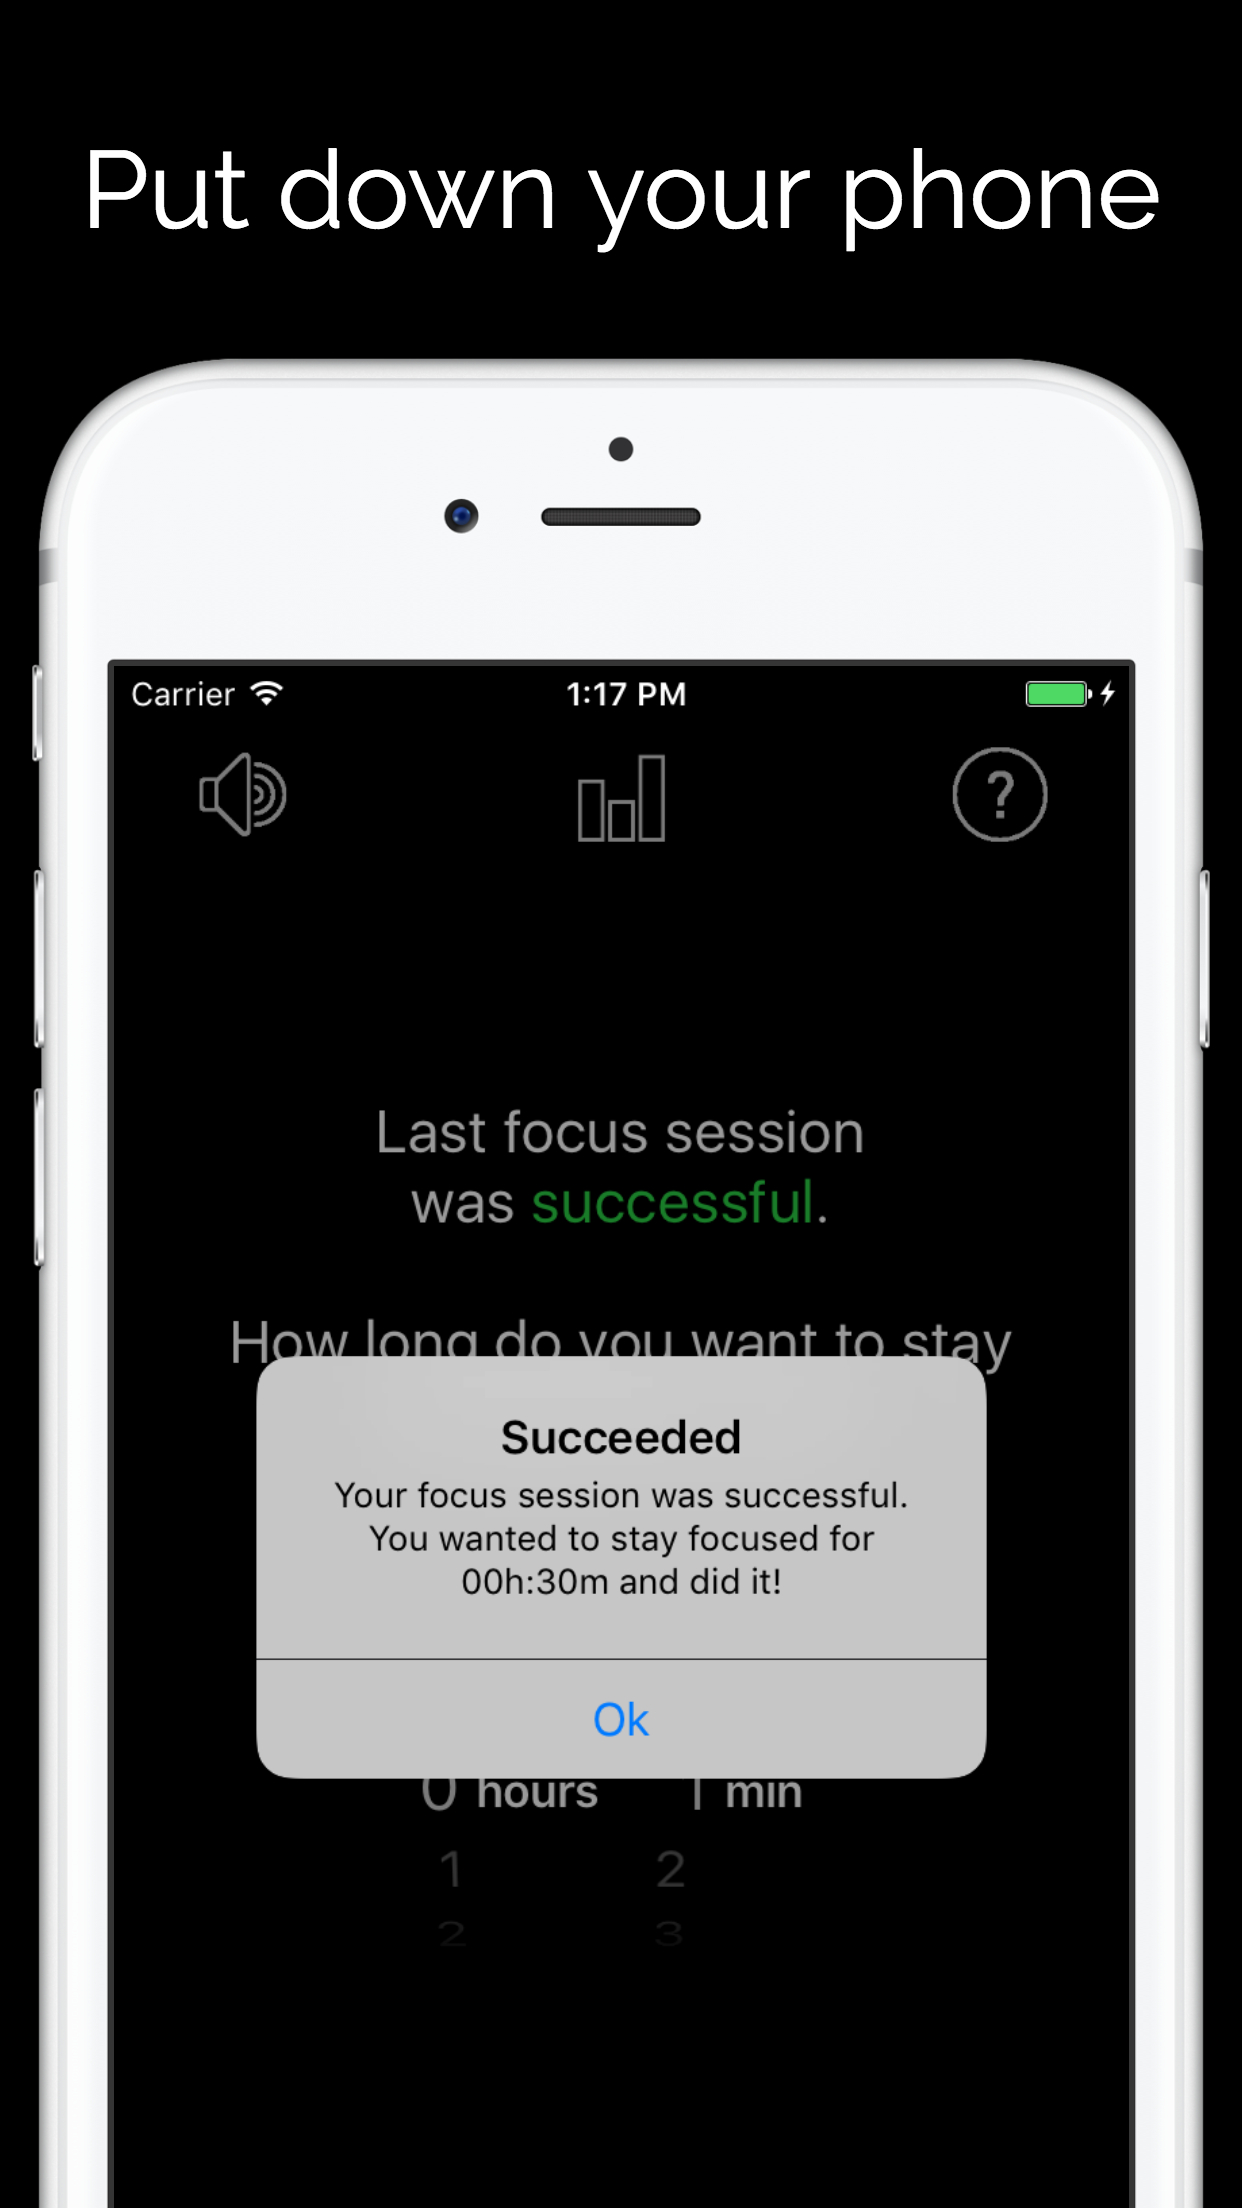 Put down your phone
Carrier 1:17 PM
?
Last focus session
was successful.
How long do you want to stay
Succeeded
Your focus session was successful.
You wanted to stay focused for
00h:30m and did it!
Ok
0 hours 1 min
1 2
2 3